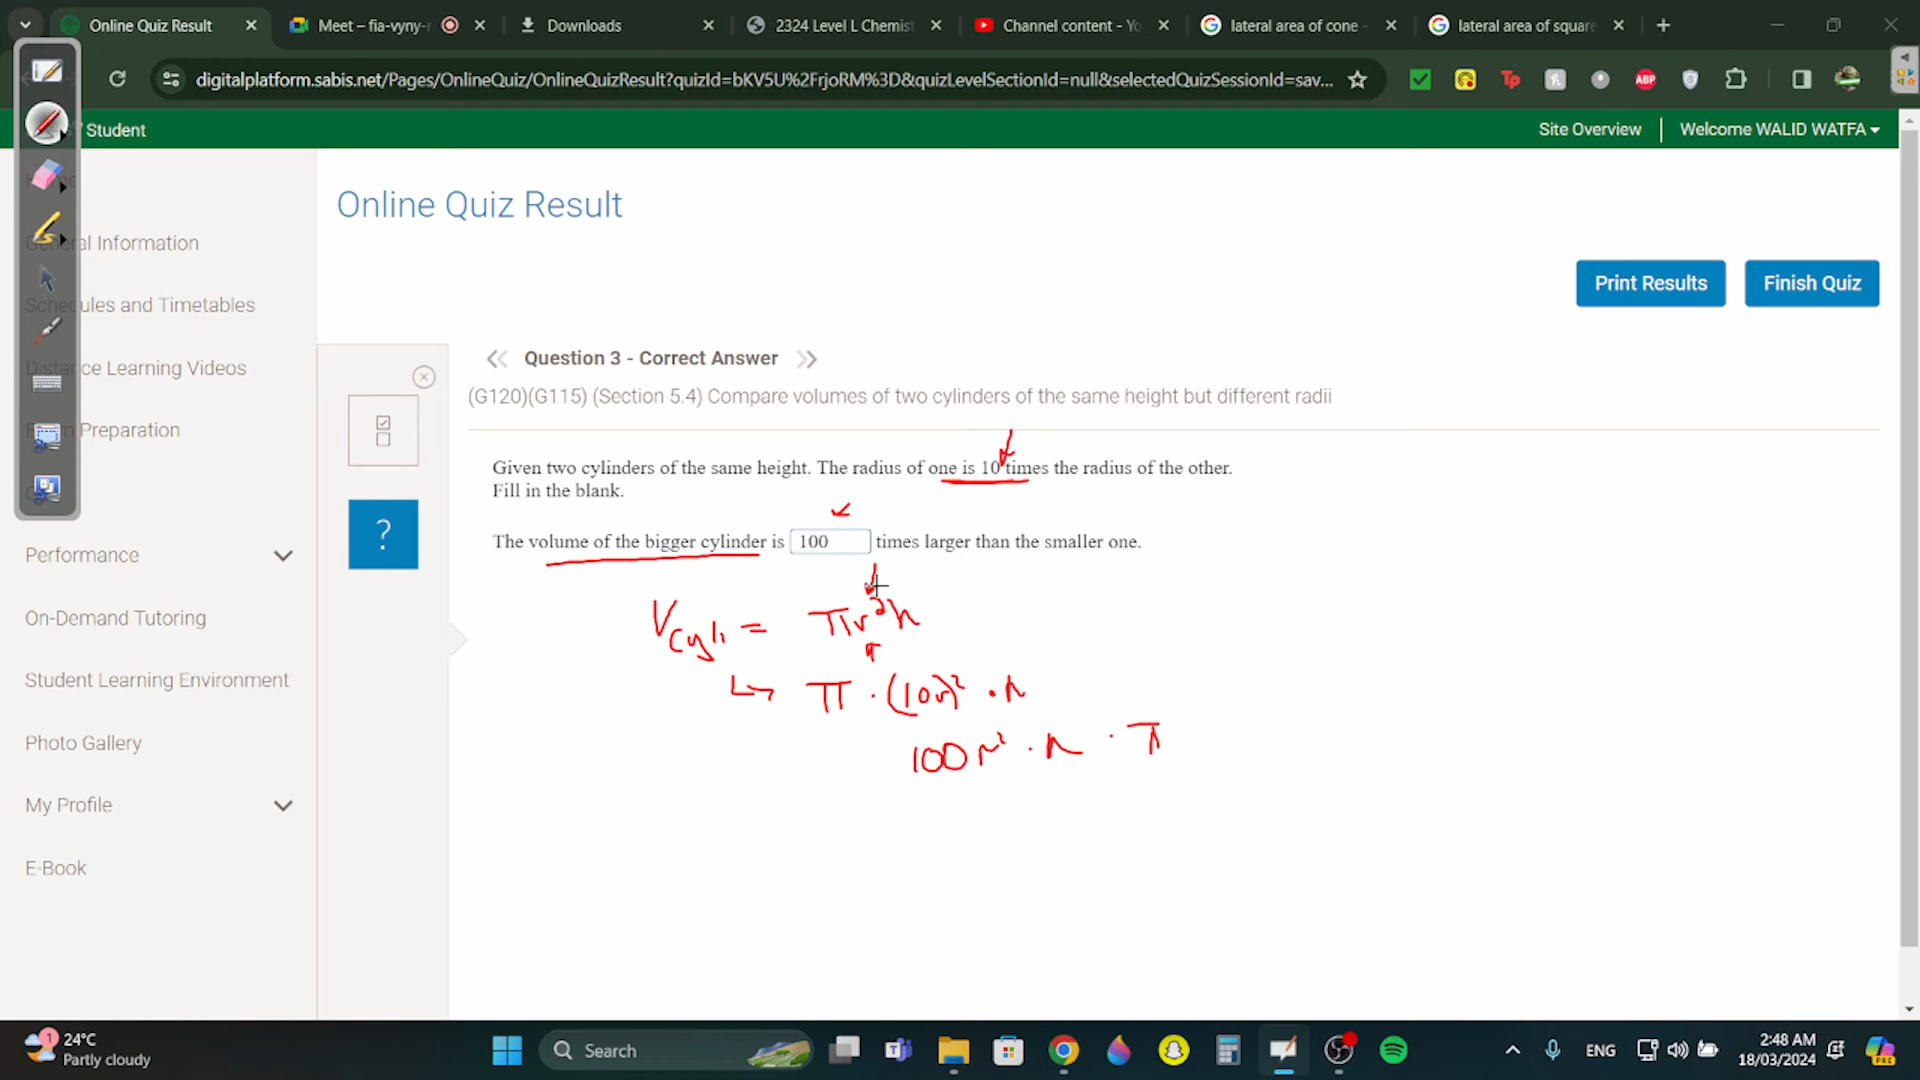 Online Quiz Result
Meet – fia-vyny-r
Downloads
2324 Level L Chemist
Channel content - Yo
lateral area of cone -
lateral area of square
digitalplatform.sabis.net/Pages/OnlineQuiz/OnlineQuizResult?quizId=bKV5U%2FrjoRM%3D&quizLevelSectionId=null&selectedQuizSessionId=sav...
Student
Site Overview
Welcome WALID WATFA
Online Quiz Result
General Information
Schedules and Timetables
Distance Learning Videos
Preparation
Performance
On-Demand Tutoring
Student Learning Environment
Photo Gallery
My Profile
E-Book
Print Results
Finish Quiz
Question 3 - Correct Answer
(G120)(G115) (Section 5.4) Compare volumes of two cylinders of the same height but different radii
?
Given two cylinders of the same height. The radius of one is 10 times the radius of the other.
Fill in the blank.
The volume of the bigger cylinder is 100 times larger than the smaller one.
Vcyli = πr²h
π · (10r)² · h
100r² · h · π
1
24°C
Partly cloudy
Search
ENG
2:48 AM
18/03/2024
PRE